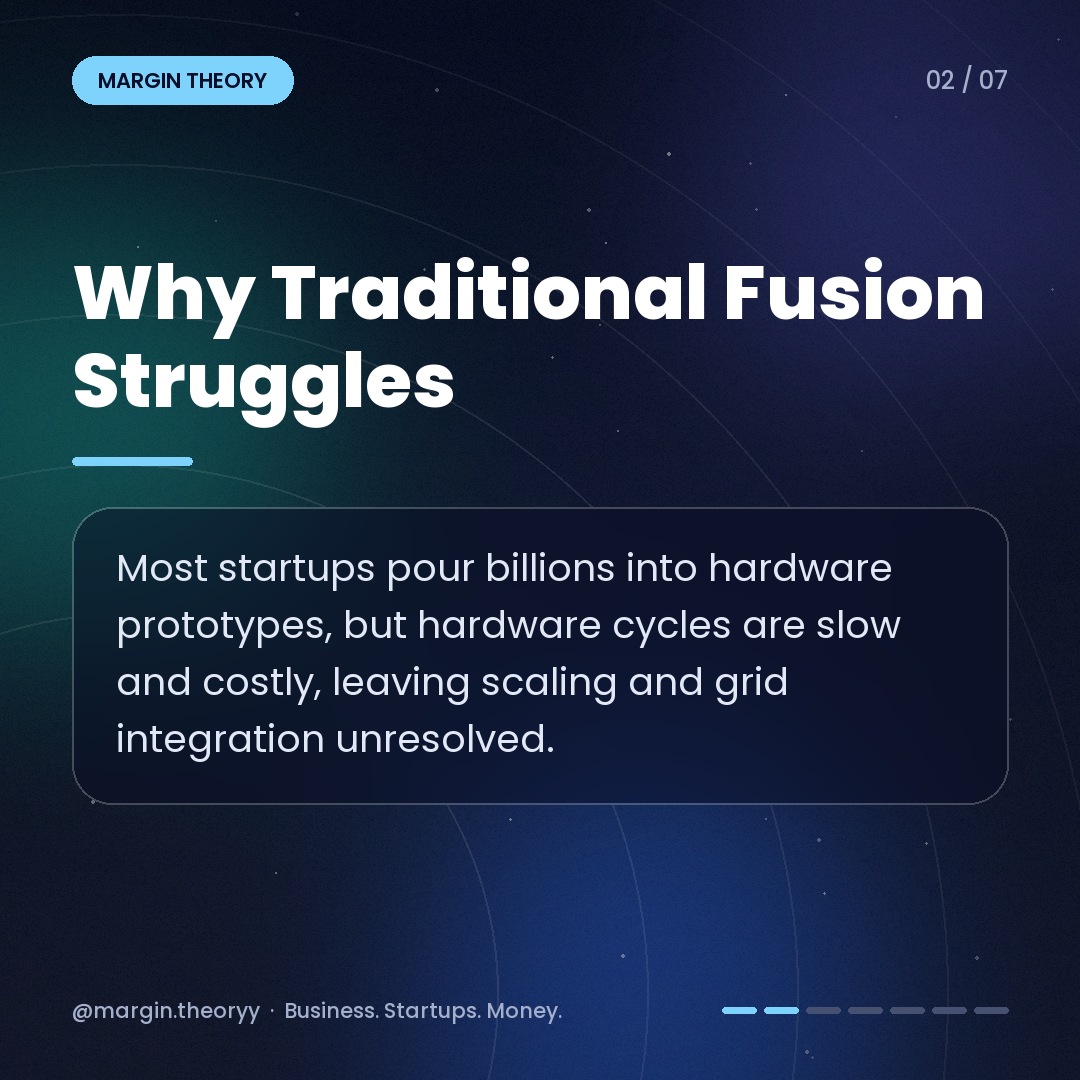 MARGIN THEORY
02 / 07
Why Traditional Fusion
Struggles
Most startups pour billions into hardware
prototypes, but hardware cycles are slow
and costly, leaving scaling and grid
integration unresolved.
@margin.theoryy · Business. Startups. Money.